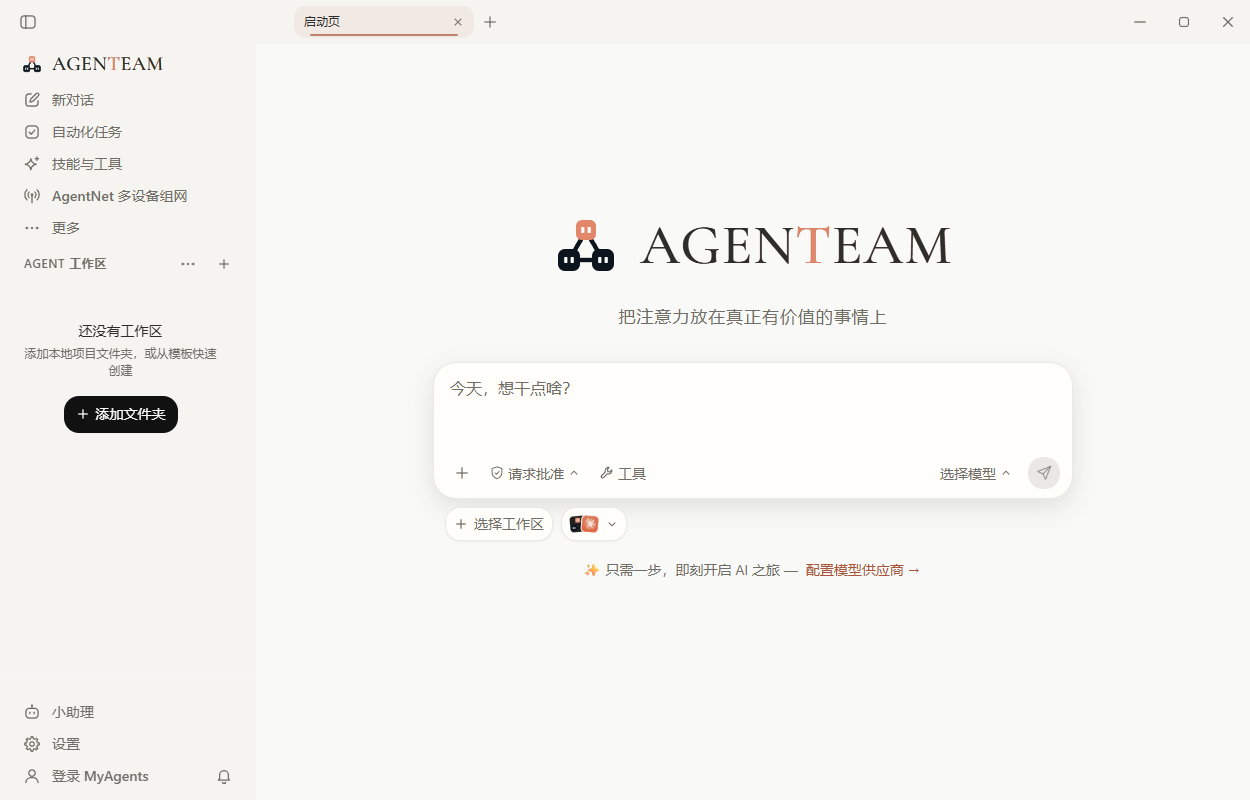 启动页
AGENTEAM
新对话
自动化任务
技能与工具
AgentNet 多设备组网
更多
AGENT 工作区
还没有工作区
添加本地项目文件夹，或从模板快速
创建
添加文件夹
小助理
设置
登录 MyAgents
AGENTEAM
把注意力放在真正有价值的事情上
今天，想干点啥？
请求批准
工具
选择模型
选择工作区
✨ 只需一步，即刻开启 AI 之旅 — 配置模型供应商 →